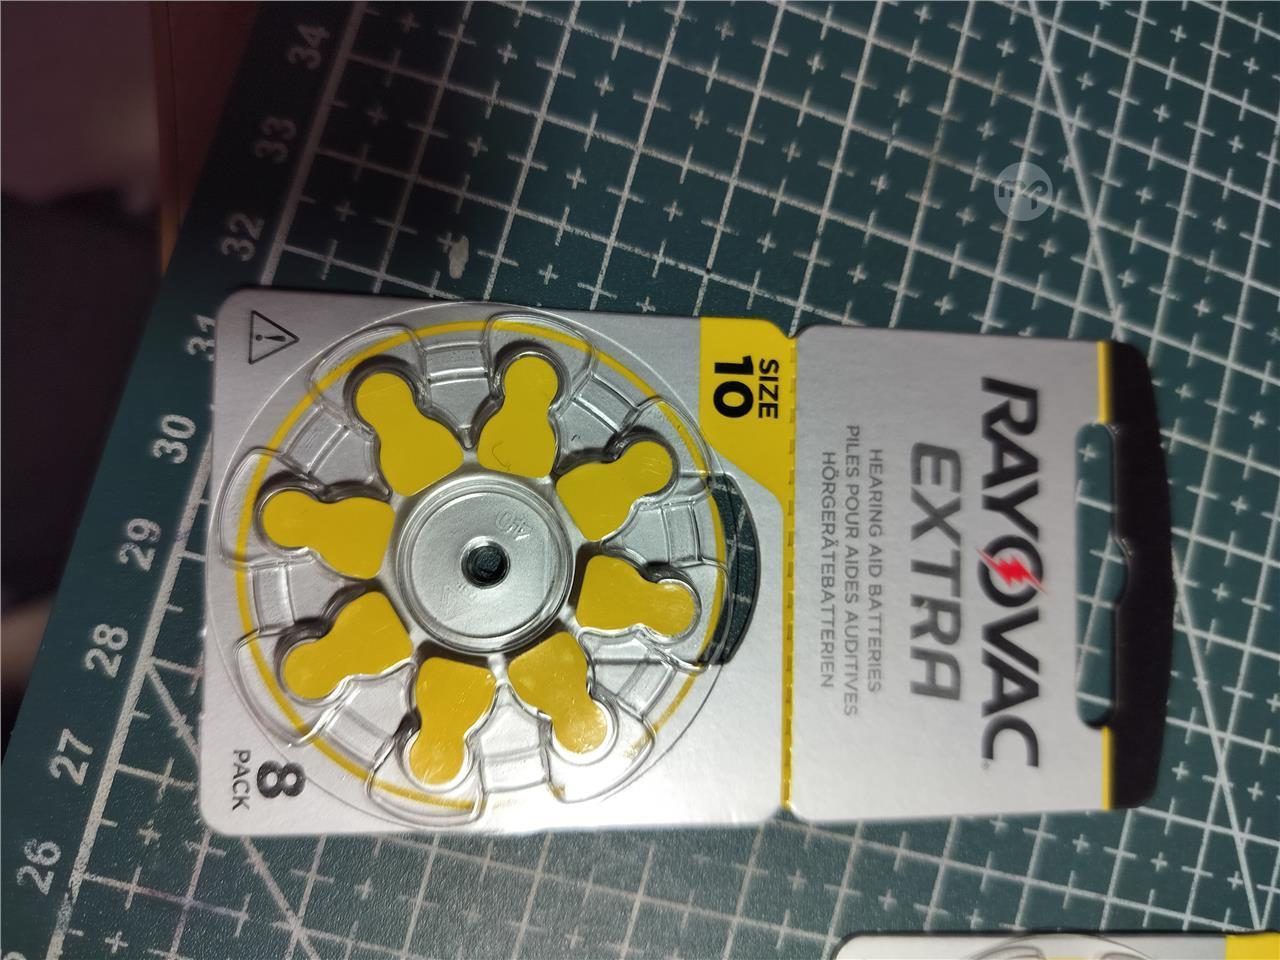 RAYOVAC
EXTRA
HEARING AID BATTERIES
PILES POUR AIDES AUDITIVES
HÖRGERÄTEBATTERIEN
SIZE
10
8
PACK
34
33
32
31
30
29
28
27
26